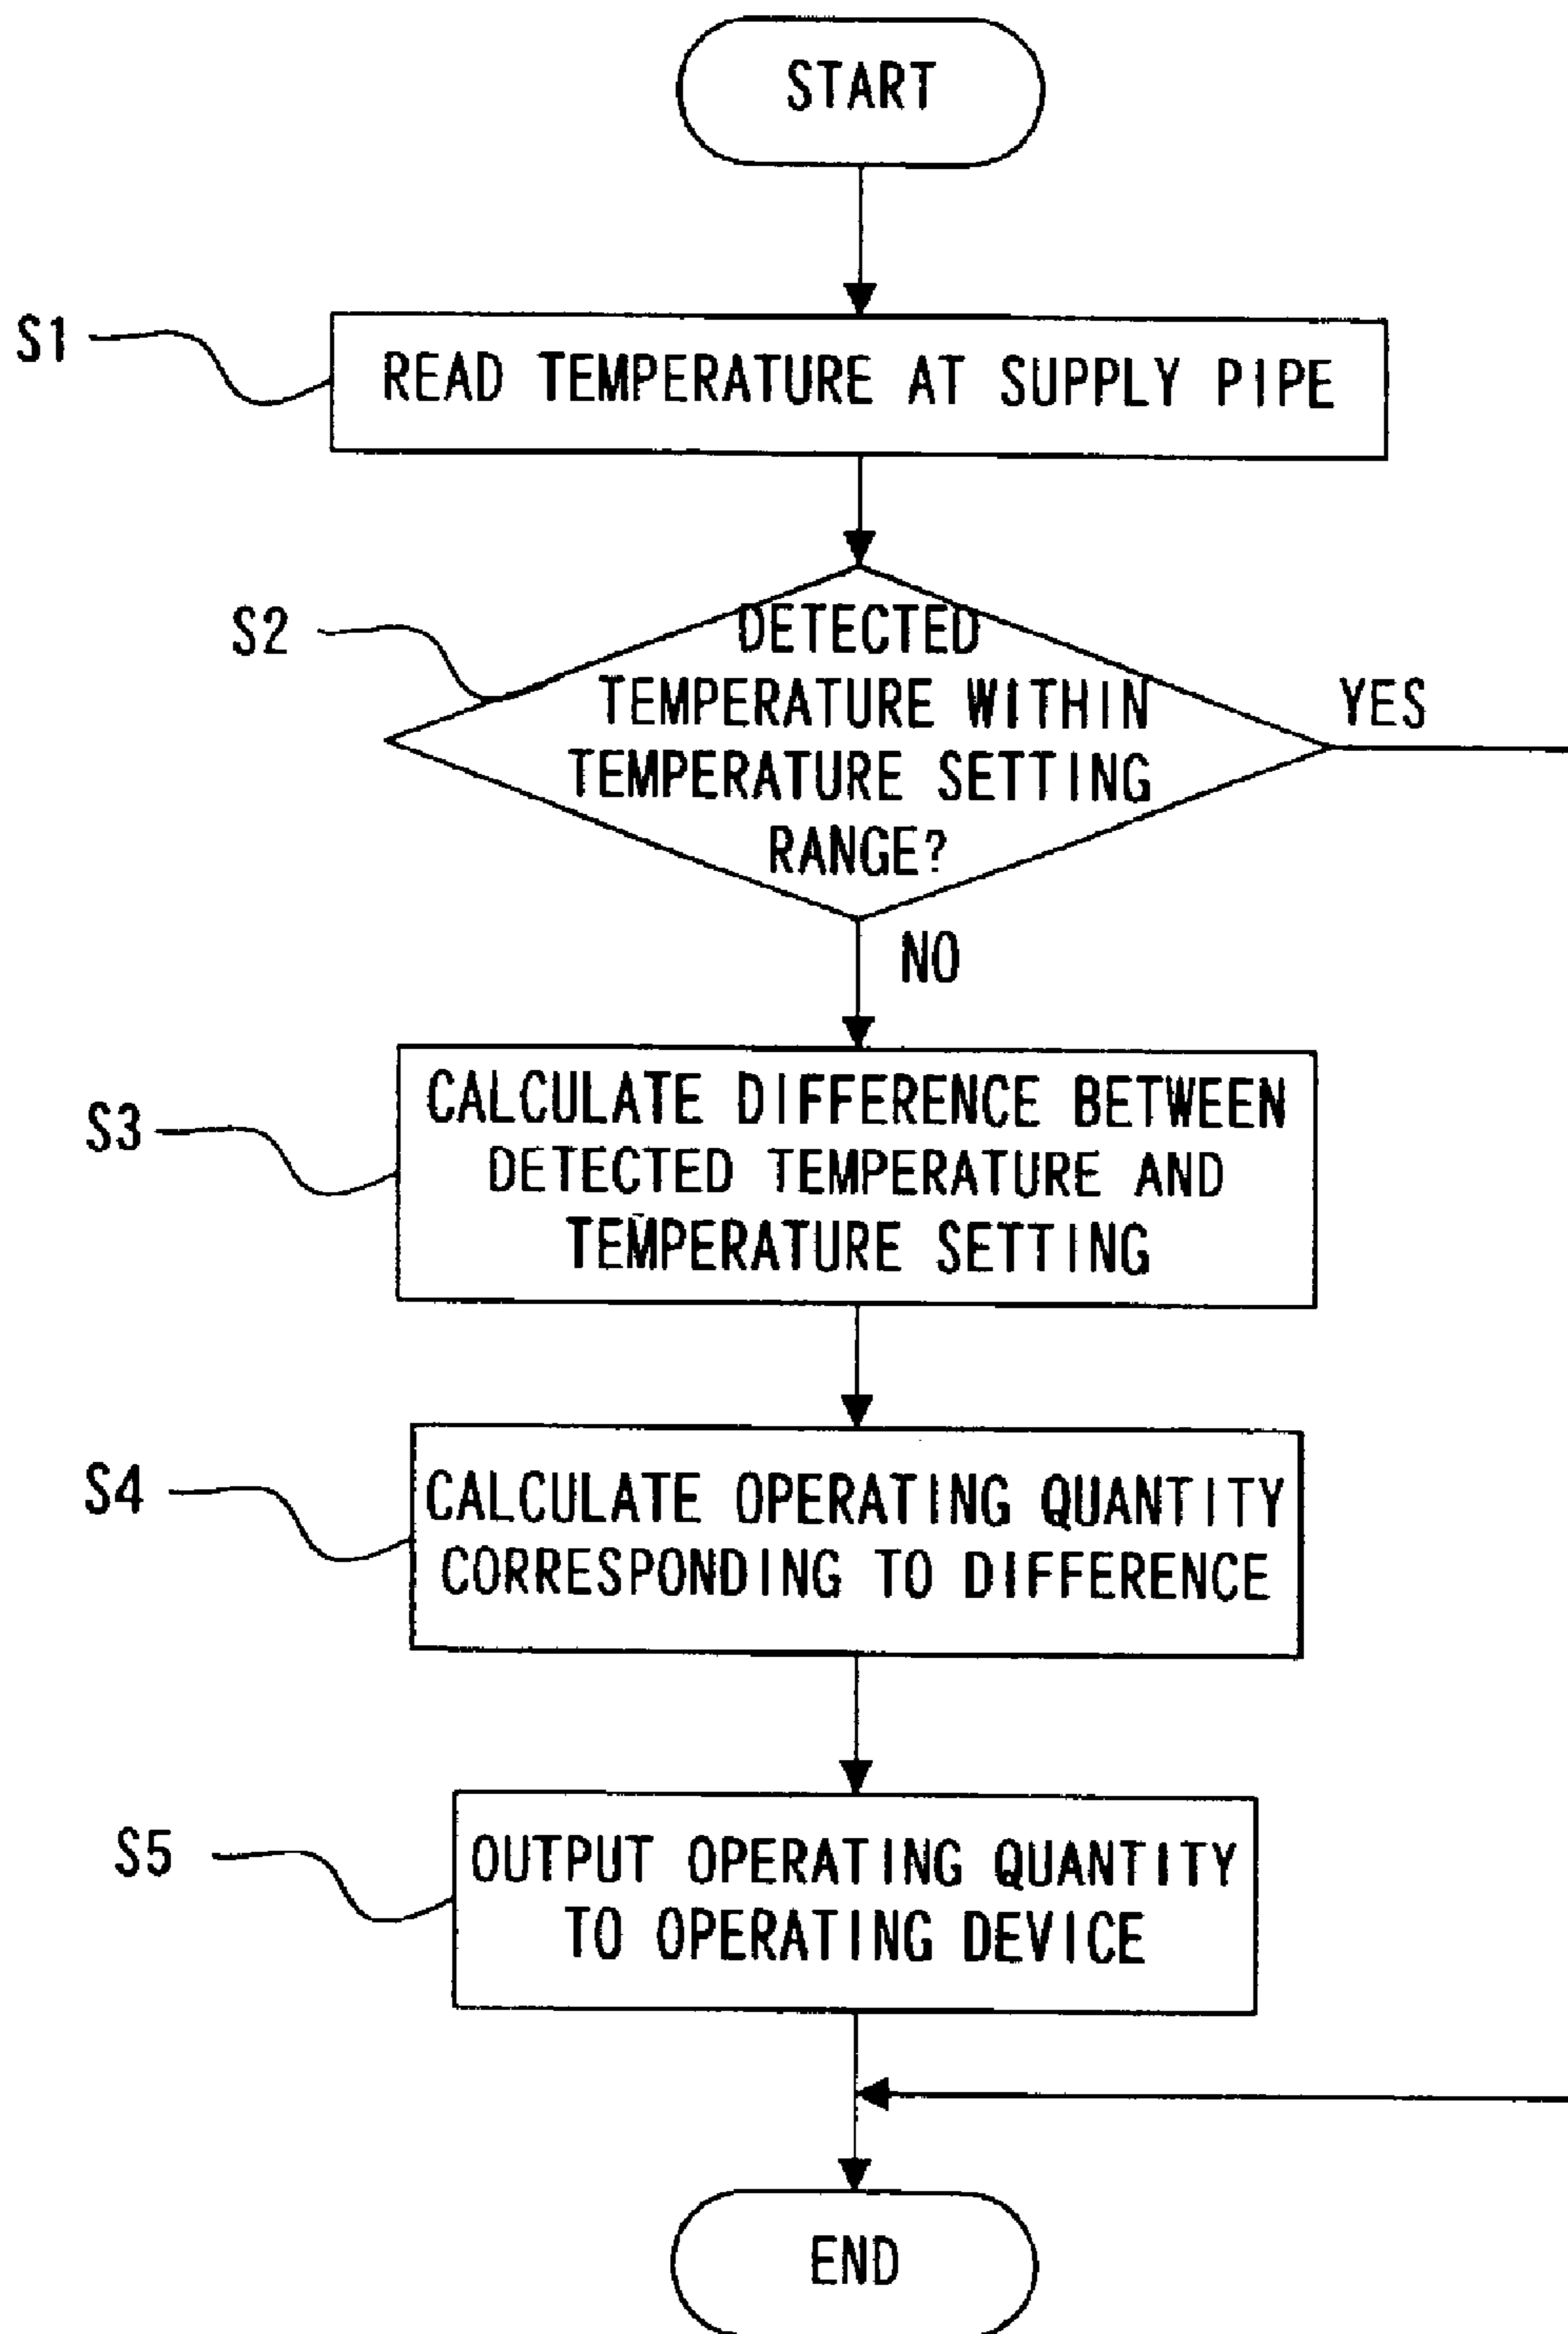 START
S1
READ TEMPERATURE AT SUPPLY PIPE
S2
DETECTED
TEMPERATURE WITHIN
TEMPERATURE SETTING
RANGE?
YES
NO
S3
CALCULATE DIFFERENCE BETWEEN
DETECTED TEMPERATURE AND
TEMPERATURE SETTING
S4
CALCULATE OPERATING QUANTITY
CORRESPONDING TO DIFFERENCE
S5
OUTPUT OPERATING QUANTITY
TO OPERATING DEVICE
END